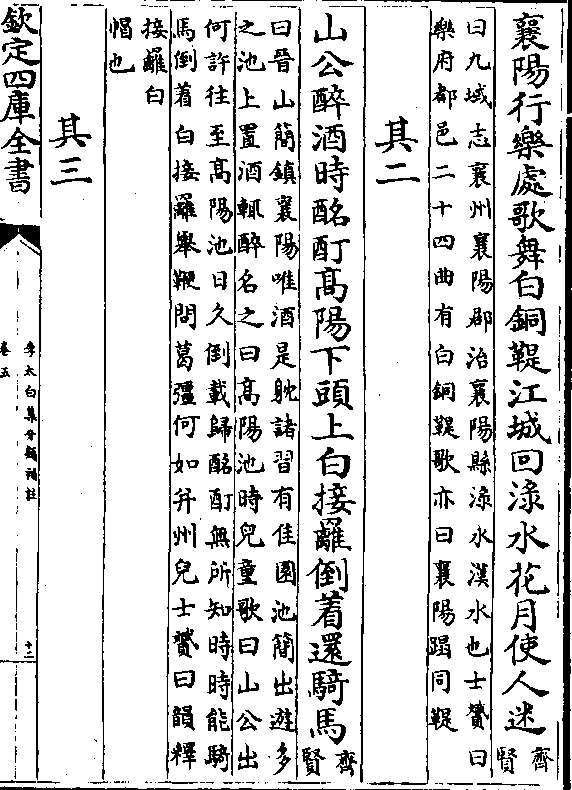 襄陽行樂處歌舞白銅鞮江城回淥水花月使人迷齊賢
曰九域志襄州襄陽郡治襄陽縣淥水漢水也士贇曰
樂府都邑二十四曲有白銅鞮歌亦曰襄陽蹋同鞮
其二
山公醉酒時酩酊髙陽下頭上白接䍦倒着還騎馬齊賢
曰晉山簡鎮襄陽唯酒是躭諸習有佳園池簡出遊多
之池上置酒輒醉名之曰髙陽池時兒童歌曰山公出
何許往至髙陽池日夕倒載歸酩酊無所知時時能騎
馬倒着白接䍦舉鞭問葛彊何如并州兒士贇曰韻釋
接䍦白
帽也
其三
欽定四庫全書
李太白集分類補註
卷五
十三